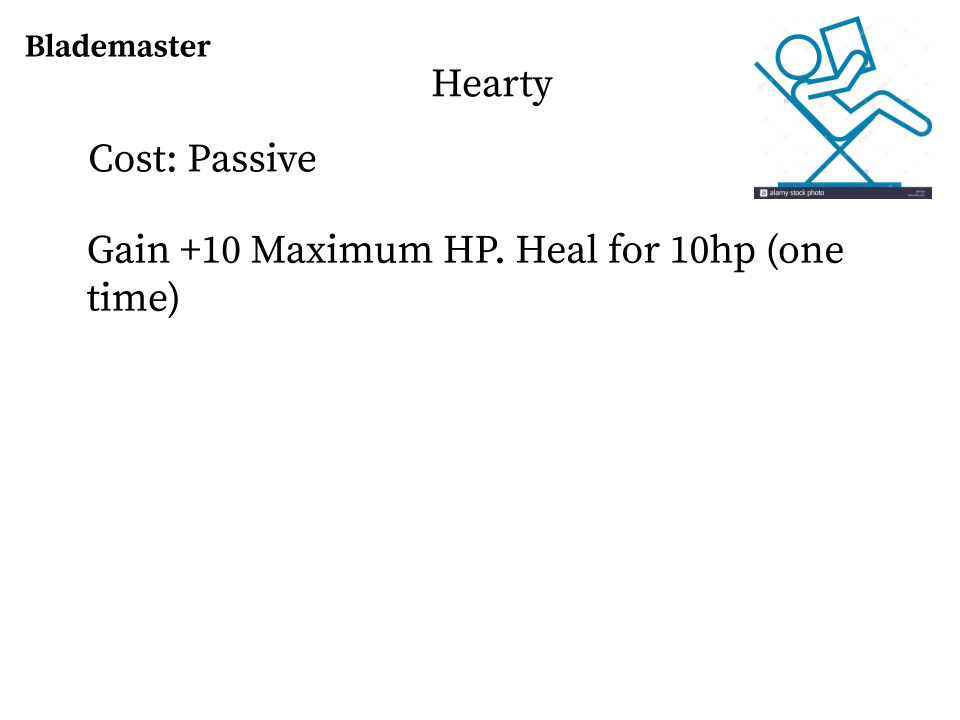 Blademaster
Hearty
Cost: Passive
Gain +10 Maximum HP. Heal for 10hp (one
time)
alamy stock photo